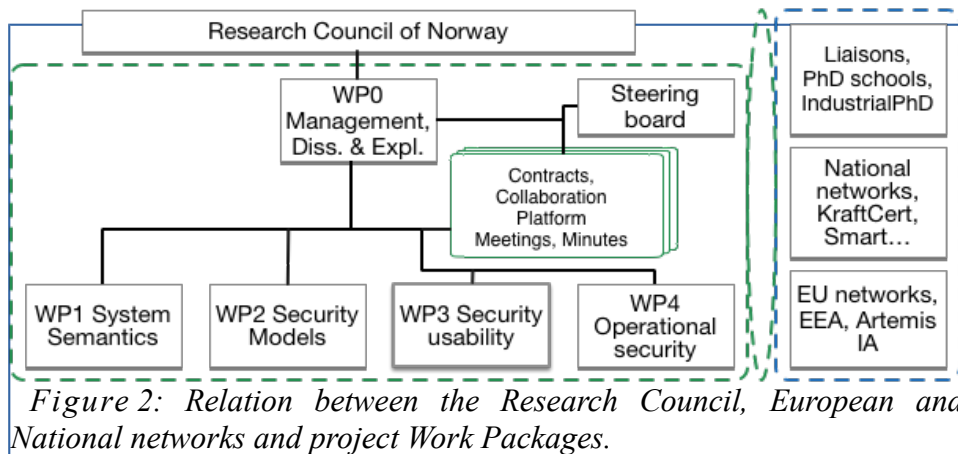 Research Council of Norway
WP0
Management,
Diss. & Expl.
Steering
board
Contracts,
Collaboration
Platform
Meetings, Minutes
WP1 System
Semantics
WP2 Security
Models
WP3 Security
usability
WP4
Operational
security
Liaisons,
PhD schools,
IndustrialPhD
National
networks,
KraftCert,
Smart…
EU networks,
EEA, Artemis
IA
Figure 2: Relation between the Research Council, European and
National networks and project Work Packages.